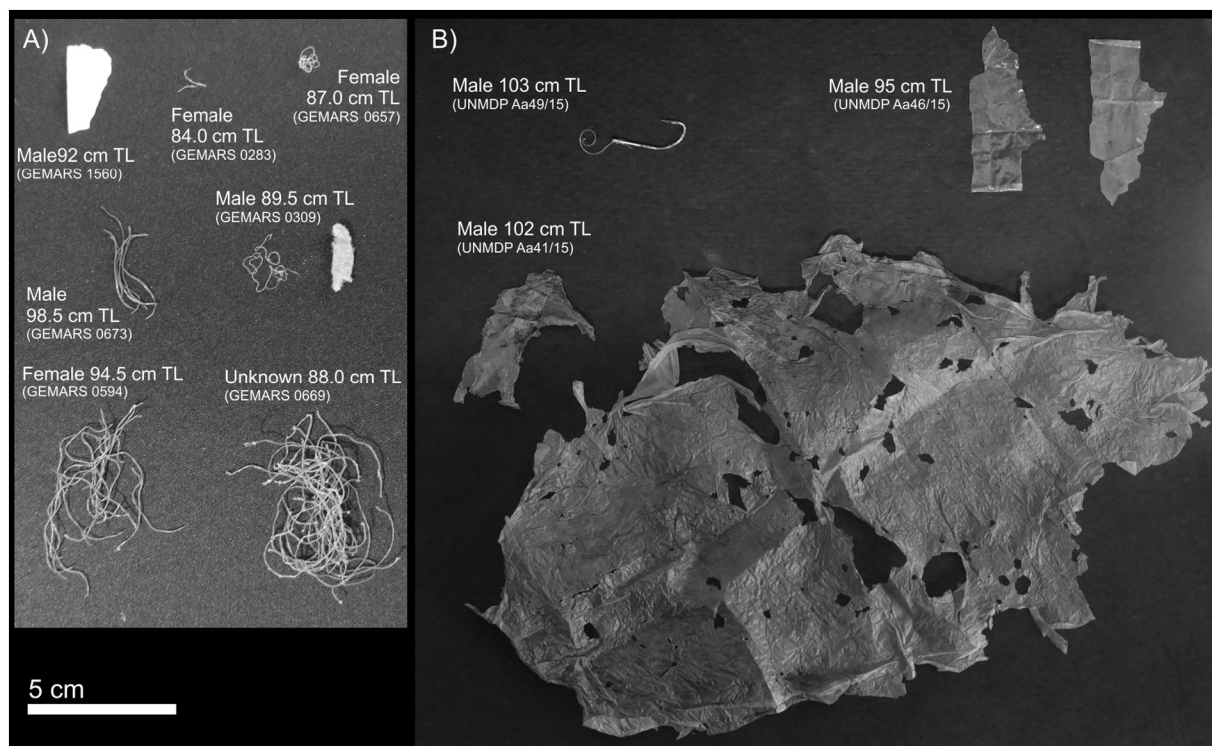 A)
Male92 cm TL
(GEMARS 1560)
Female
84.0 cm TL
(GEMARS 0283)
Female
87.0 cm TL
(GEMARS 0657)
Male
98.5 cm TL
(GEMARS 0673)
Male 89.5 cm TL
(GEMARS 0309)
Female 94.5 cm TL
(GEMARS 0594)
Unknown 88.0 cm TL
(GEMARS 0669)
5 cm
B)
Male 103 cm TL
(UNMDP Aa49/15)
Male 95 cm TL
(UNMDP Aa46/15)
Male 102 cm TL
(UNMDP Aa41/15)